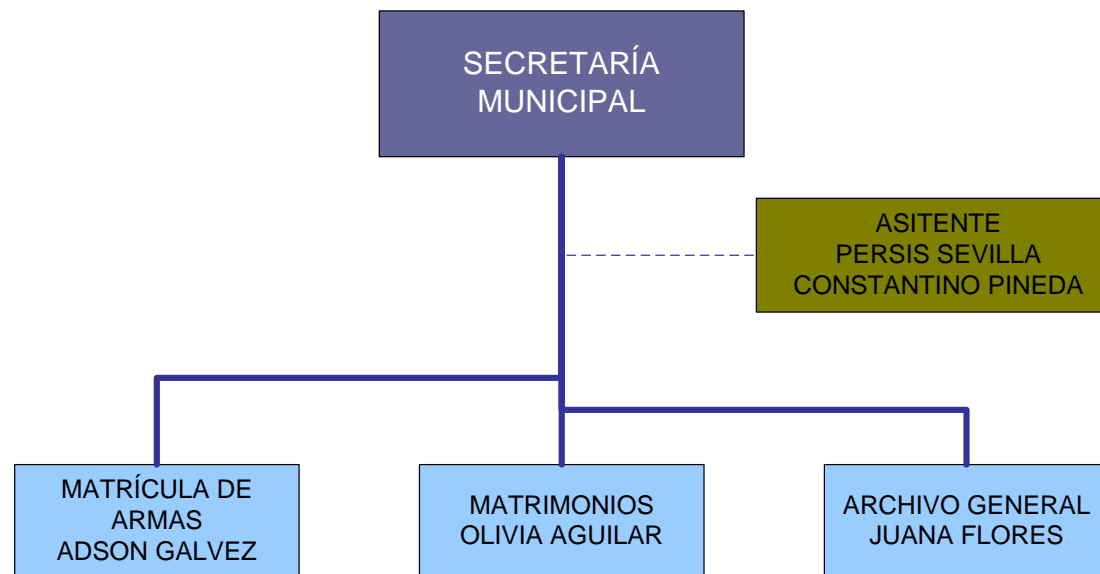 SECRETARÍA
MUNICIPAL
ASITENTE
PERSIS SEVILLA
CONSTANTINO PINEDA
MATRÍCULA DE
ARMAS
ADSON GALVEZ
MATRIMONIOS
OLIVIA AGUILAR
ARCHIVO GENERAL
JUANA FLORES